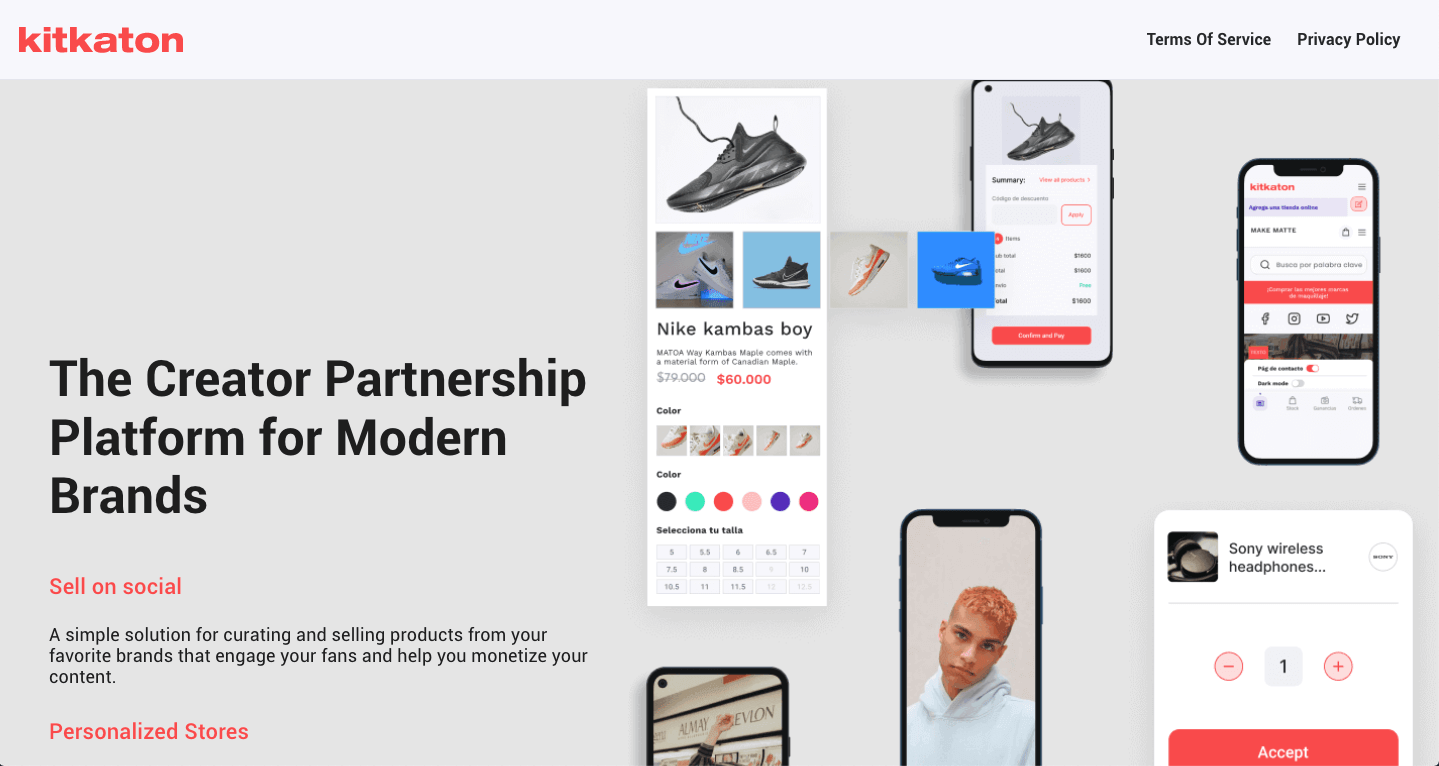 kitkaton
Terms Of Service
Privacy Policy
The Creator Partnership
Platform for Modern
Brands
Sell on social
A simple solution for curating and selling products from your
favorite brands that engage your fans and help you monetize your
content.
Personalized Stores
Nike kambas boy
MATOA Way Kambas Maple comes with
a material form of Canadian Maple.
$79.000 $60.000
Color
Color
Selecciona tu talla
5 5.5 6 6.5 7
7.5 8 8.5 9 10
10.5 11 11.5 12 12.5
Summary: View all products >
Código de descuento
Apply
Items
ub total $1600
otal $1600
Free
otal $1600
Confirm and Pay
kitkaton
Agrega una tienda online
MAKE MATTE
Busca por palabra clave
¡Comprar las mejores marcas
de maquillaje!
Pág de contacto
Dark mode
Stock Ganancias Ordenes
ALMAY REVLON
Sony wireless
headphones...
SONY
− 1 +
Accept